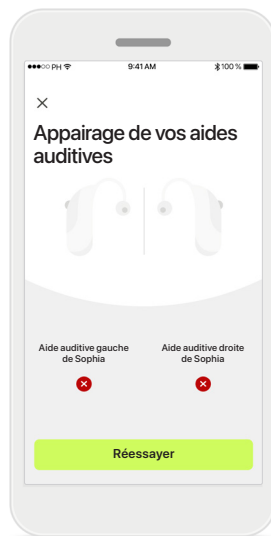 PH 9:41 AM 100 %
Appairage de vos aides
auditives
Aide auditive gauche
de Sophia
Aide auditive droite
de Sophia
Réessayer